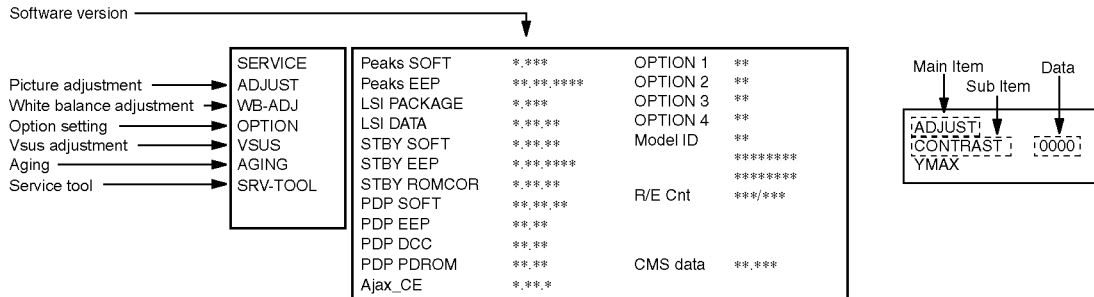 Software version
SERVICE
Picture adjustment ADJUST
White balance adjustment WB-ADJ
Option setting OPTION
Vsus adjustment VSUS
Aging AGING
Service tool SRV-TOOL
Peaks SOFT *.*** OPTION 1 **
Peaks EEP **.**.**** OPTION 2 **
LSI PACKAGE *.*** OPTION 3 **
LSI DATA *.**.** OPTION 4 **
STBY SOFT *.**.** Model ID **
STBY EEP *.**.**** ********
STBY ROMCOR *.**.** ********
PDP SOFT **.**.** R/E Cnt ***/***
PDP EEP **.**
PDP DCC **.**
PDP PDROM **.** CMS data **.***
Ajax_CE *.**.*
Main Item Data
Sub Item
ADJUST
CONTRAST 0000
YMAX